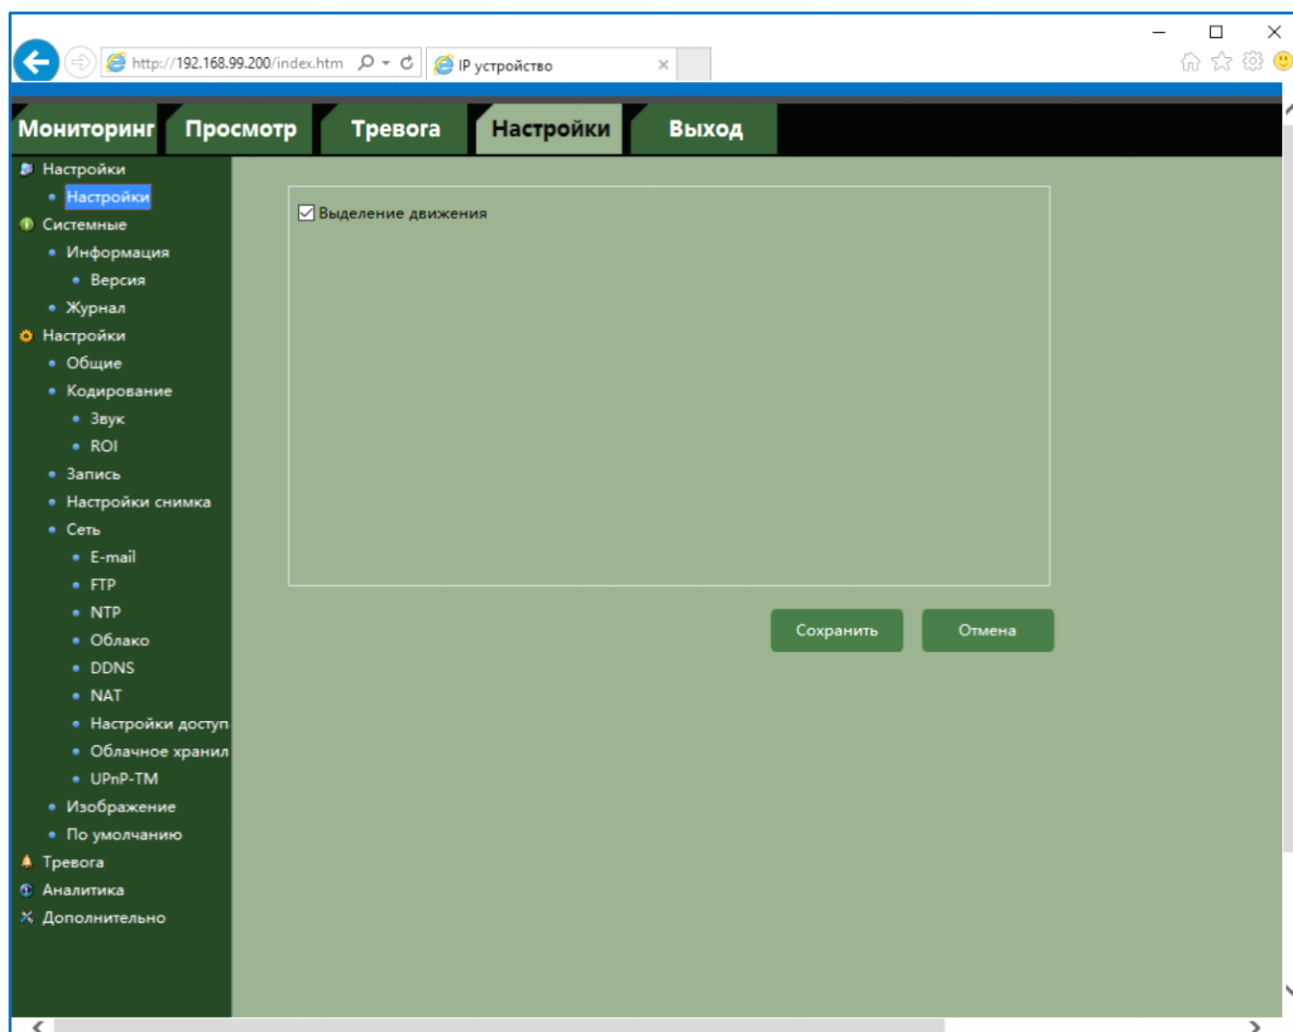 http://192.168.99.200/index.htm
IP устройство
Мониторинг Просмотр Тревога Настройки Выход
Настройки
Настройки
Системные
Информация
Версия
Журнал
Настройки
Общие
Кодирование
Звук
ROI
Запись
Настройки снимка
Сеть
E-mail
FTP
NTP
Облако
DDNS
NAT
Настройки доступ
Облачное хранил
UPnP-TM
Изображение
По умолчанию
Тревога
Аналитика
Дополнительно
Выделение движения
Сохранить Отмена